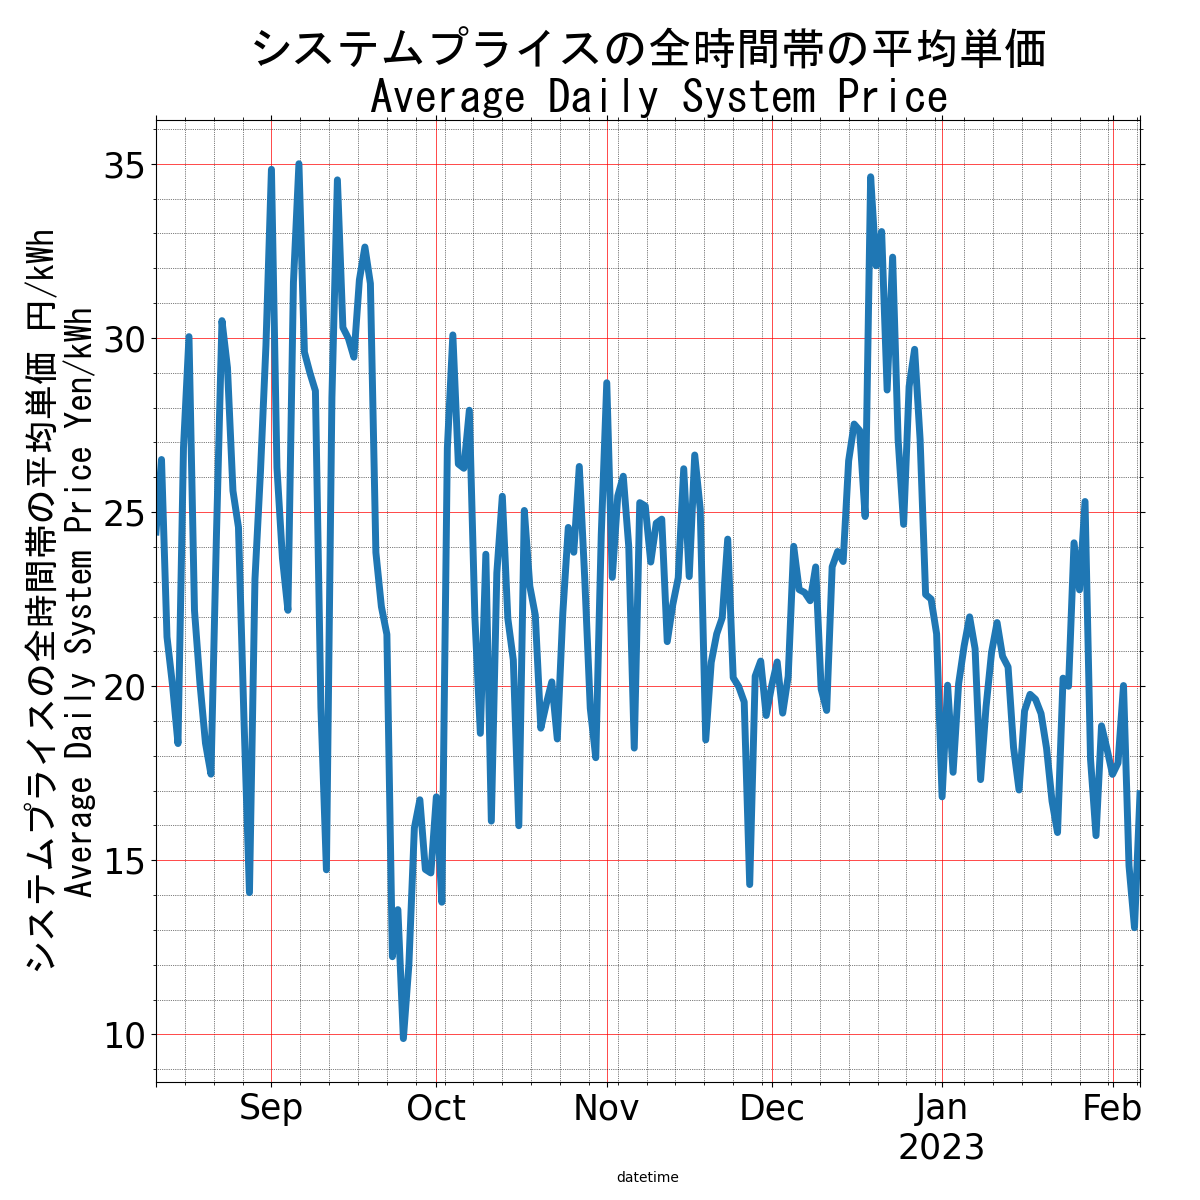 システムプライスの全時間帯の平均単価
Average Daily System Price
システムプライスの全時間帯の平均単価 円/kWh
Average Daily System Price Yen/kWh
35
30
25
20
15
10
Sep
Oct
Nov
Dec
Jan
2023
Feb
datetime